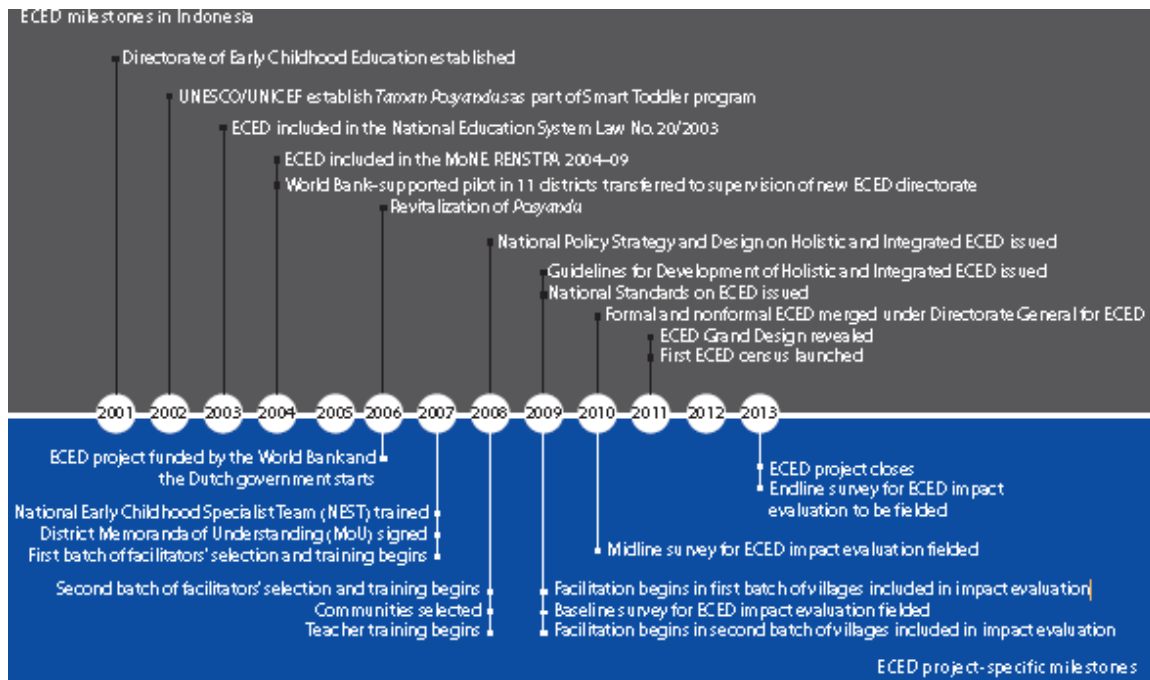 ECED milestones in Indonesia
Directorate of Early Childhood Education established
UNESCO/UNICEF establish Taman Posyandu as part of Smart Toddler program
ECED included in the National Education System Law No. 20/2003
ECED included in the MoNE RENSTRA 2004–09
World Bank–supported pilot in 11 districts transferred to supervision of new ECED directorate
Revitalization of Posyandu
National Policy Strategy and Design on Holistic and Integrated ECED issued
Guidelines for Development of Holistic and Integrated ECED issued
National Standards on ECED issued
Formal and nonformal ECED merged under Directorate General for ECED
ECED Grand Design revealed
First ECED census launched
2001 2002 2003 2004 2005 2006 2007 2008 2009 2010 2011 2012 2013
ECED project funded by the World Bank and
the Dutch government starts
National Early Childhood Specialist Team (NEST) trained
District Memoranda of Understanding (MoU) signed
First batch of facilitators' selection and training begins
Second batch of facilitators' selection and training begins
Communities selected
Teacher training begins
ECED project closes
Endline survey for ECED impact
evaluation to be fielded
Midline survey for ECED impact evaluation fielded
Facilitation begins in first batch of villages included in impact evaluation
Baseline survey for ECED impact evaluation fielded
Facilitation begins in second batch of villages included in impact evaluation
ECED project-specific milestones